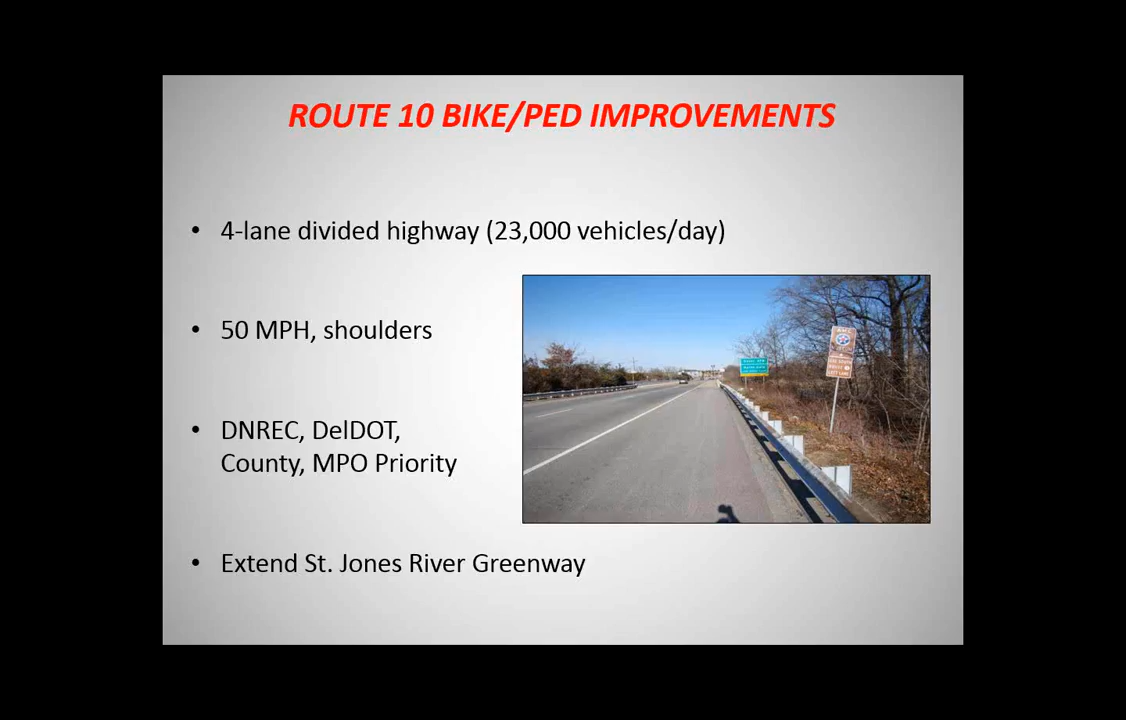 ROUTE 10 BIKE/PED IMPROVEMENTS
• 4-lane divided highway (23,000 vehicles/day)
• 50 MPH, shoulders
• DNREC, DelDOT,
County, MPO Priority
• Extend St. Jones River Greenway